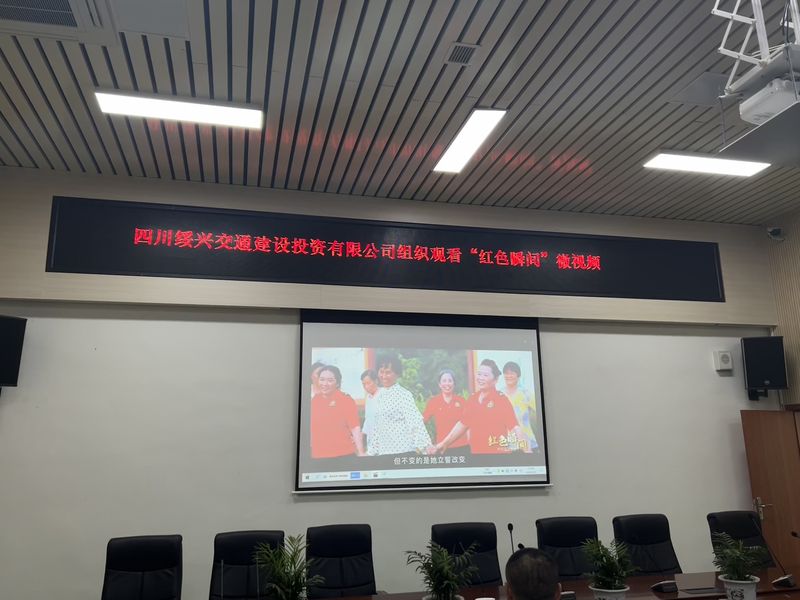 四川绥兴交通建设投资有限公司组织观看“红色瞬间”微视频
红色瞬间
但不变的是她立誓改变